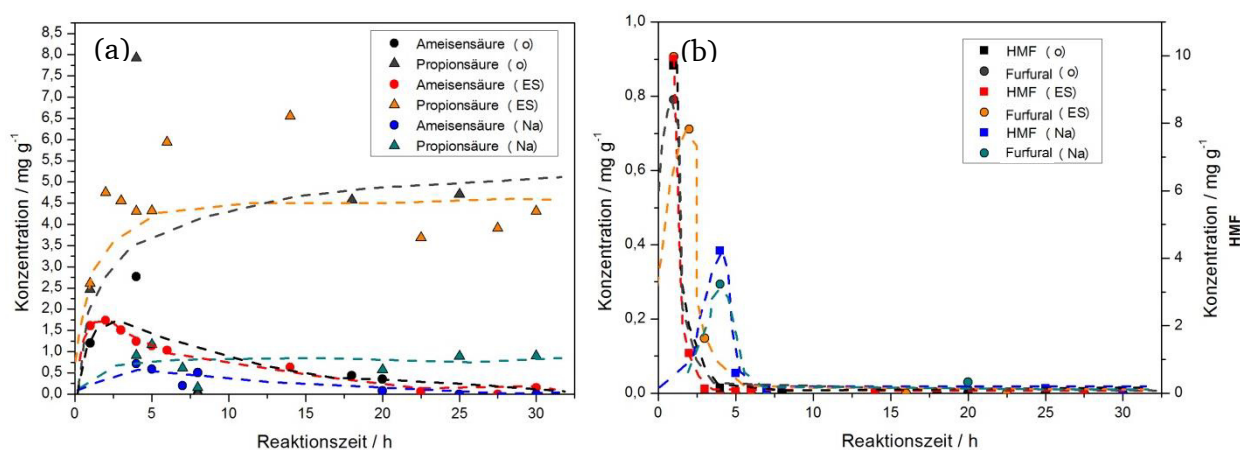 (a)
Ameisensäure ( o)
Propionsäure ( o)
Ameisensäure ( ES)
Propionsäure ( ES)
Ameisensäure ( Na)
Propionsäure ( Na)
Konzentration / mg g⁻¹
8,5
8,0
7,5
7,0
6,5
6,0
5,5
5,0
4,5
4,0
3,5
3,0
2,5
2,0
1,5
1,0
0,5
0,0
0 5 10 15 20 25 30
Reaktionszeit / h
(b)
HMF ( o)
Furfural ( o)
HMF ( ES)
Furfural ( ES)
HMF ( Na)
Furfural ( Na)
Konzentration / mg g⁻¹
1,0
0,8
0,6
0,4
0,2
0,0
0 5 10 15 20 25 30
Reaktionszeit / h
10
8
6
4
2
0
Konzentration / mg g⁻¹
HMF